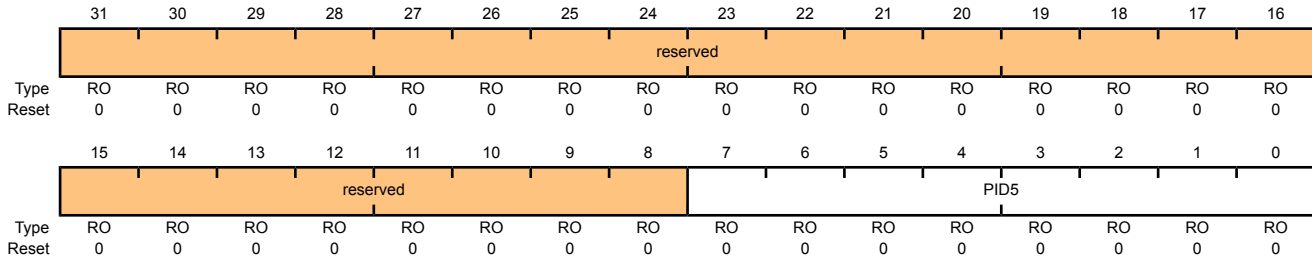 31 30 29 28 27 26 25 24 23 22 21 20 19 18 17 16
reserved
Type RO RO RO RO RO RO RO RO RO RO RO RO RO RO RO RO
Reset 0 0 0 0 0 0 0 0 0 0 0 0 0 0 0 0
15 14 13 12 11 10 9 8 7 6 5 4 3 2 1 0
reserved PID5
Type RO RO RO RO RO RO RO RO RO RO RO RO RO RO RO RO
Reset 0 0 0 0 0 0 0 0 0 0 0 0 0 0 0 0